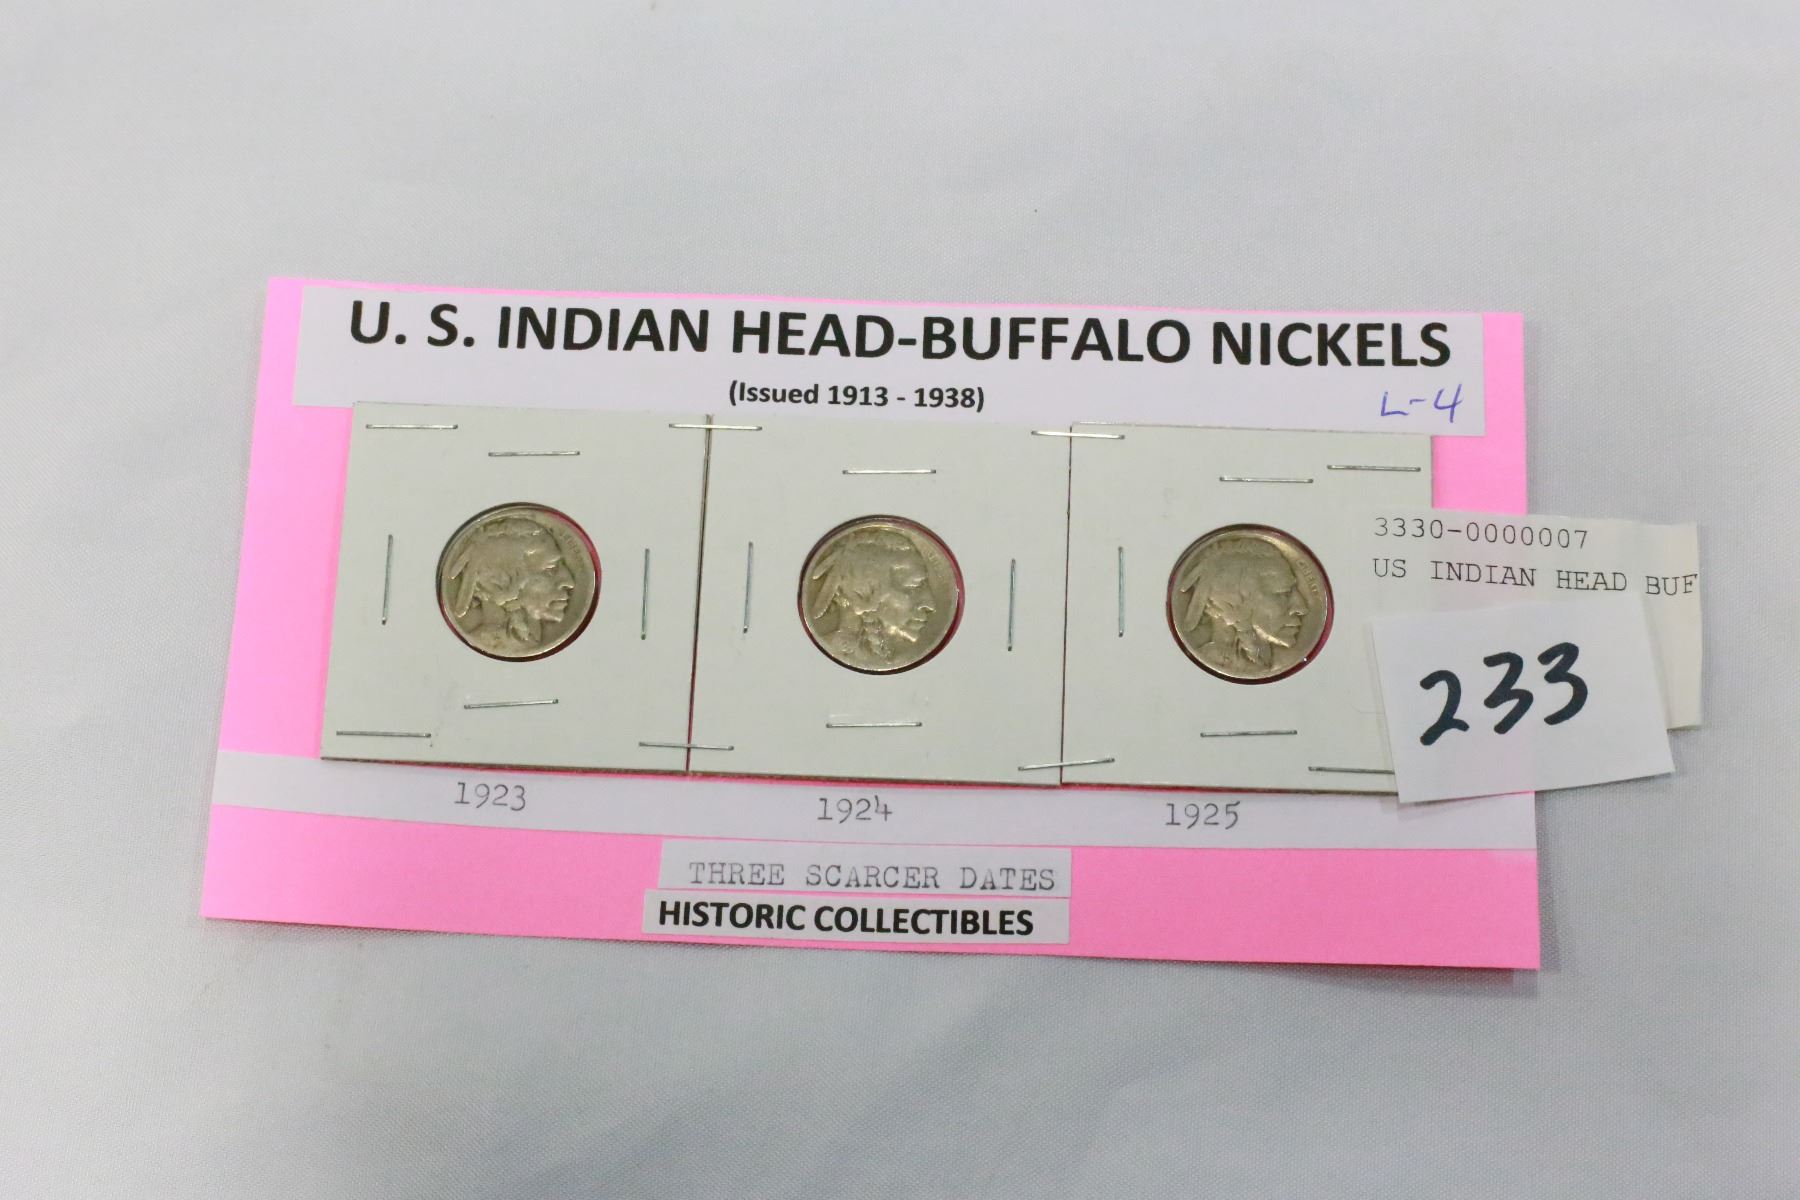 U. S. INDIAN HEAD-BUFFALO NICKELS
(Issued 1913 - 1938)
L-4
3330-0000007
US INDIAN HEAD BUF
233
1923
1924
1925
THREE SCARCER DATES
HISTORIC COLLECTIBLES